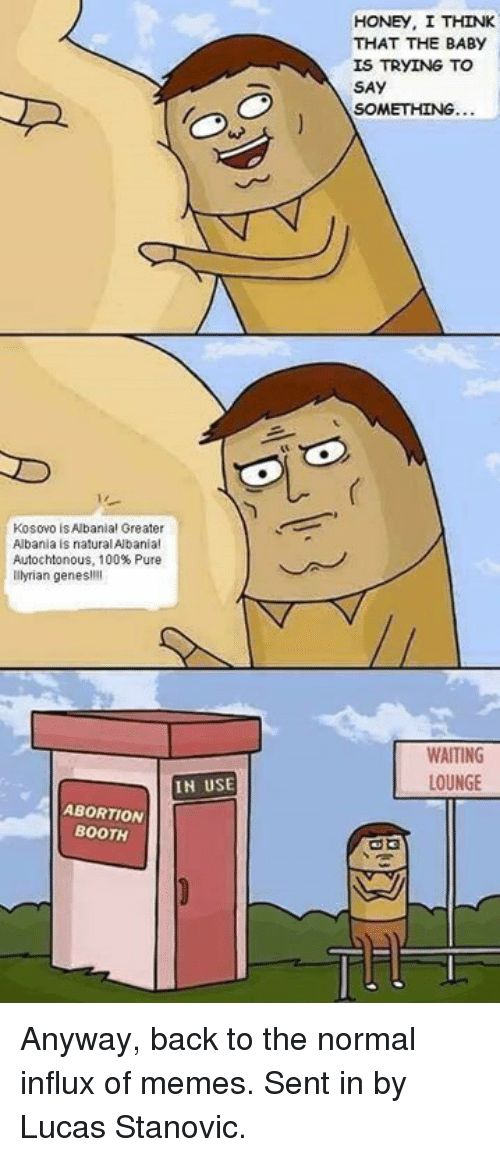 HONEY, I THINK
THAT THE BABY
IS TRYING TO
SAY
SOMETHING...
Kosovo is Albania! Greater
Albania is natural Albania!
Autochtonous, 100% Pure
Illyrian genes!!!!
IN USE
ABORTION
BOOTH
WAITING
LOUNGE
Anyway, back to the normal
influx of memes. Sent in by
Lucas Stanovic.